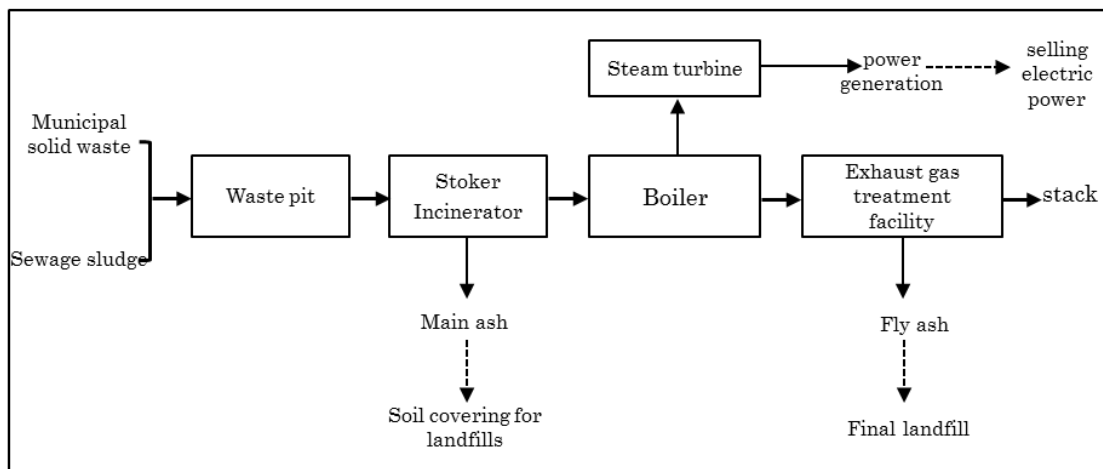 Municipal
solid waste
Sewage sludge
Waste pit
Stoker
Incinerator
Main ash
Soil covering for
landfills
Boiler
Steam turbine
power
generation
selling
electric
power
Exhaust gas
treatment
facility
stack
Fly ash
Final landfill